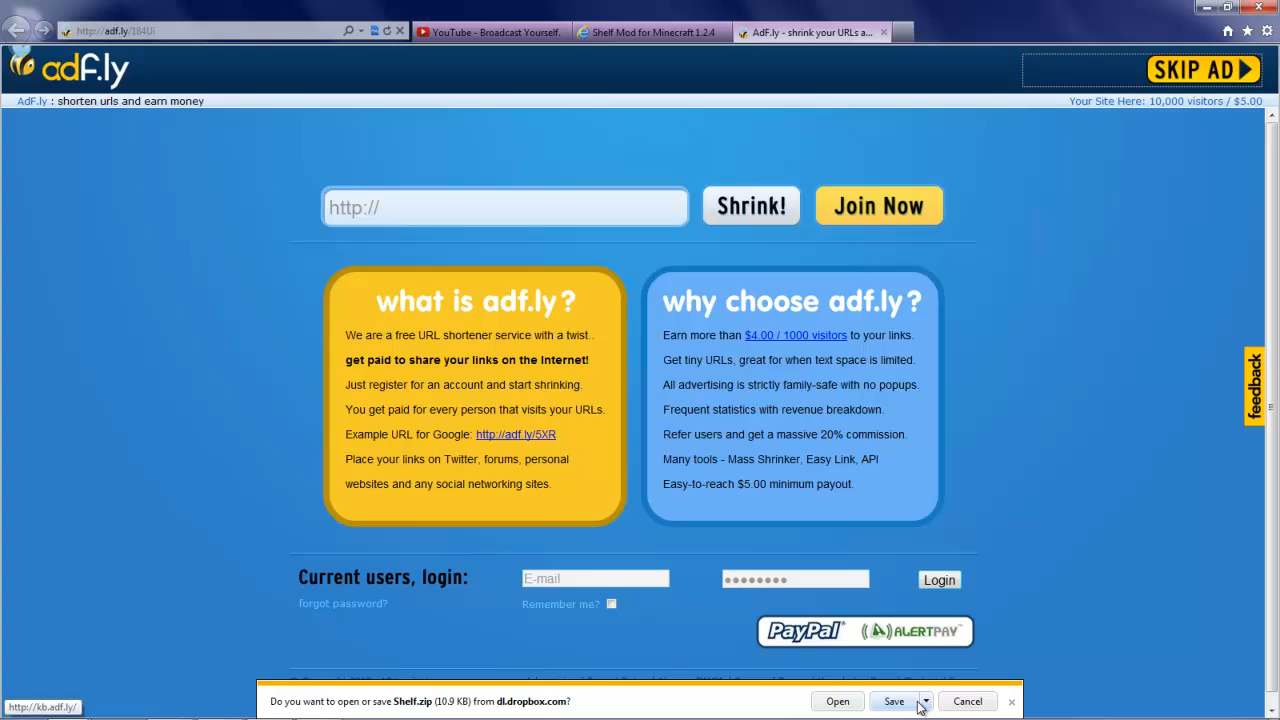 http://adf.ly/184Ui
YouTube - Broadcast Yourself.
Shelf Mod for Minecraft 1.2.4
AdF.ly - shrink your URLs a...
adf.ly
SKIP AD
AdF.ly : shorten urls and earn money
Your Site Here: 10,000 visitors / $5.00
http://
Shrink!
Join Now
what is adf.ly?
We are a free URL shortener service with a twist..
get paid to share your links on the Internet!
Just register for an account and start shrinking.
You get paid for every person that visits your URLs.
Example URL for Google: http://adf.ly/5XR
Place your links on Twitter, forums, personal
websites and any social networking sites.
why choose adf.ly?
Earn more than $4.00 / 1000 visitors to your links.
Get tiny URLs, great for when text space is limited.
All advertising is strictly family-safe with no popups.
Frequent statistics with revenue breakdown.
Refer users and get a massive 20% commission.
Many tools - Mass Shrinker, Easy Link, API
Easy-to-reach $5.00 minimum payout.
feedback
Current users, login:
E-mail
Login
forgot password?
Remember me?
PayPal
ALERTPAY™
Do you want to open or save Shelf.zip (10.9 KB) from dl.dropbox.com?
Open
Save
Cancel
http://kb.adf.ly/